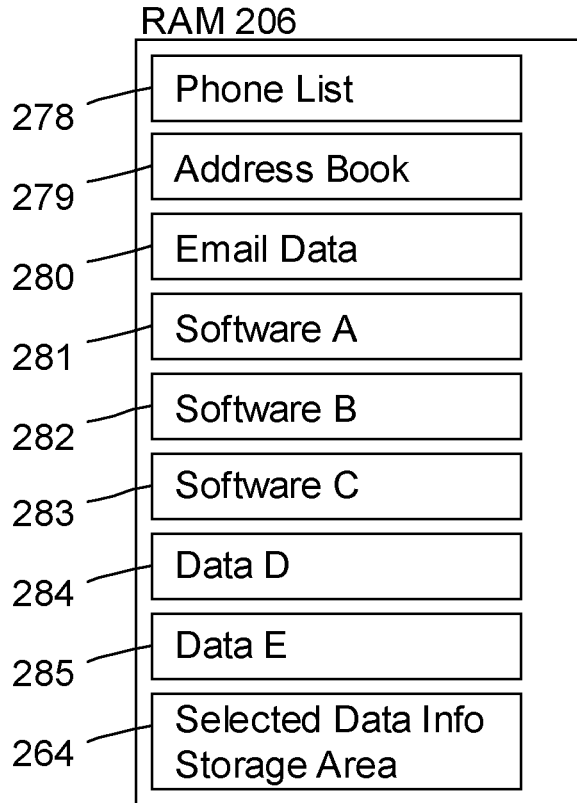 RAM 206
278 Phone List
279 Address Book
280 Email Data
281 Software A
282 Software B
283 Software C
284 Data D
285 Data E
264 Selected Data Info
Storage Area